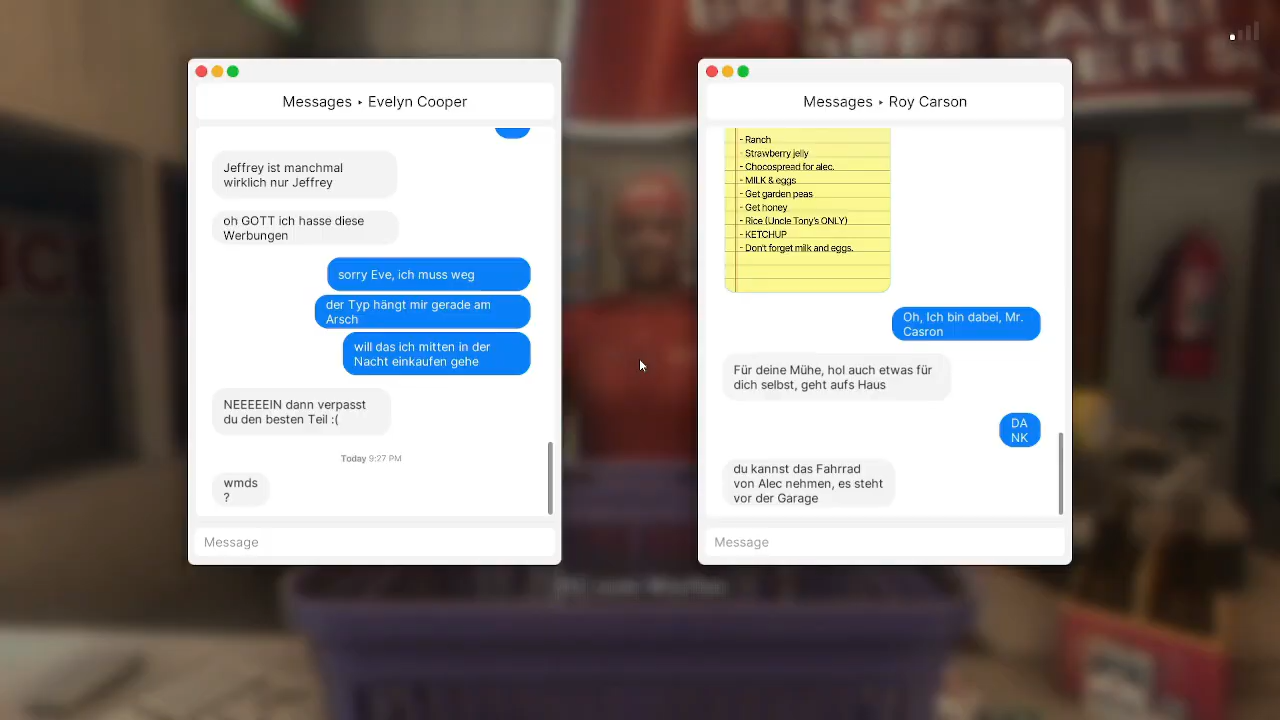 Messages ▸ Evelyn Cooper
Jeffrey ist manchmal
wirklich nur Jeffrey
oh GOTT ich hasse diese
Werbungen
sorry Eve, ich muss weg
der Typ hängt mir gerade am
Arsch
will das ich mitten in der
Nacht einkaufen gehe
NEEEEEIN dann verpasst
du den besten Teil :(
Today 9:27 PM
wmds
?
Message
Messages ▸ Roy Carson
- Ranch
- Strawberry jelly
- Chocospread for alec.
- MILK & eggs
- Get garden peas
- Get honey
- Rice (Uncle Tony's ONLY)
- KETCHUP
- Don't forget milk and eggs.
Oh, Ich bin dabei, Mr.
Casron
Für deine Mühe, hol auch etwas für
dich selbst, geht aufs Haus
DA
NK
du kannst das Fahrrad
von Alec nehmen, es steht
vor der Garage
Message